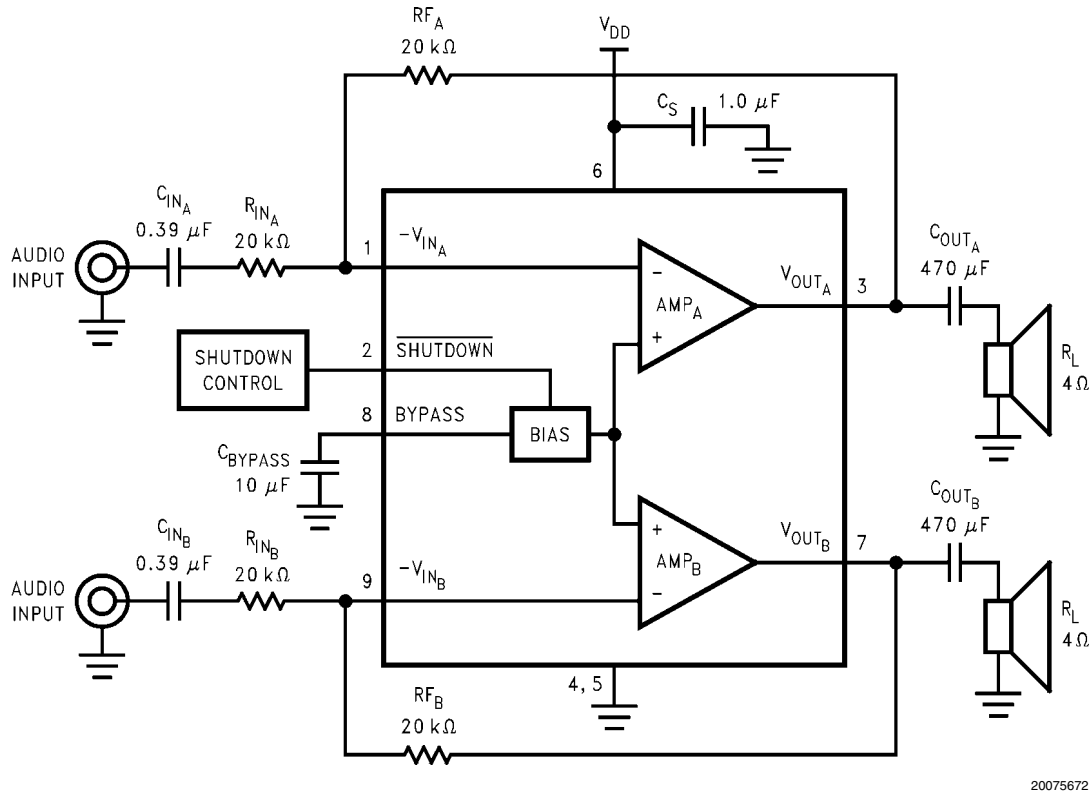 RF_A
20 kΩ
V_DD
C_S 1.0 µF
6
C_IN_A
0.39 µF
R_IN_A
20 kΩ
AUDIO
INPUT
1
-V_IN_A
-
AMP_A
+
V_OUT_A
3
C_OUT_A
470 µF
R_L
4Ω
SHUTDOWN
CONTROL
2
SHUTDOWN
8
BYPASS
BIAS
C_BYPASS
10 µF
C_IN_B
0.39 µF
R_IN_B
20 kΩ
AUDIO
INPUT
9
-V_IN_B
+
AMP_B
-
V_OUT_B
7
C_OUT_B
470 µF
R_L
4Ω
4, 5
RF_B
20 kΩ
20075672